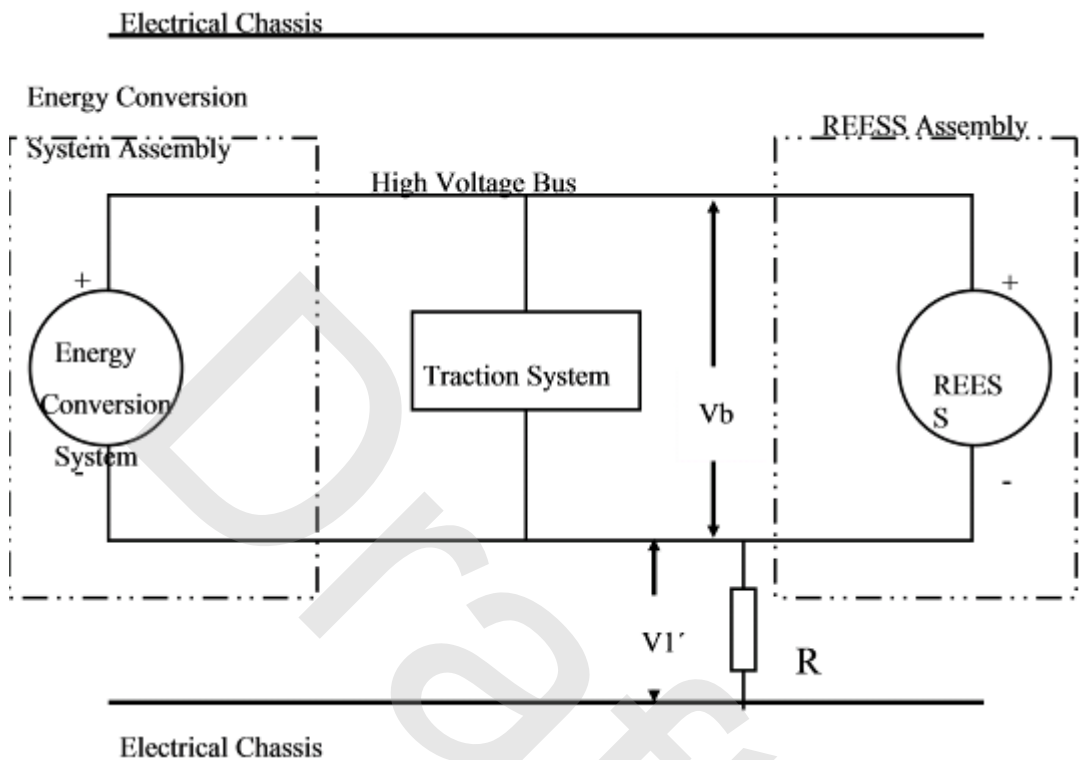 Electrical Chassis
Energy Conversion
System Assembly
REESS Assembly
High Voltage Bus
+
+
Energy
Conversion
System
-
Traction System
Vb
REES
S
-
V1´
R
Electrical Chassis
Draf